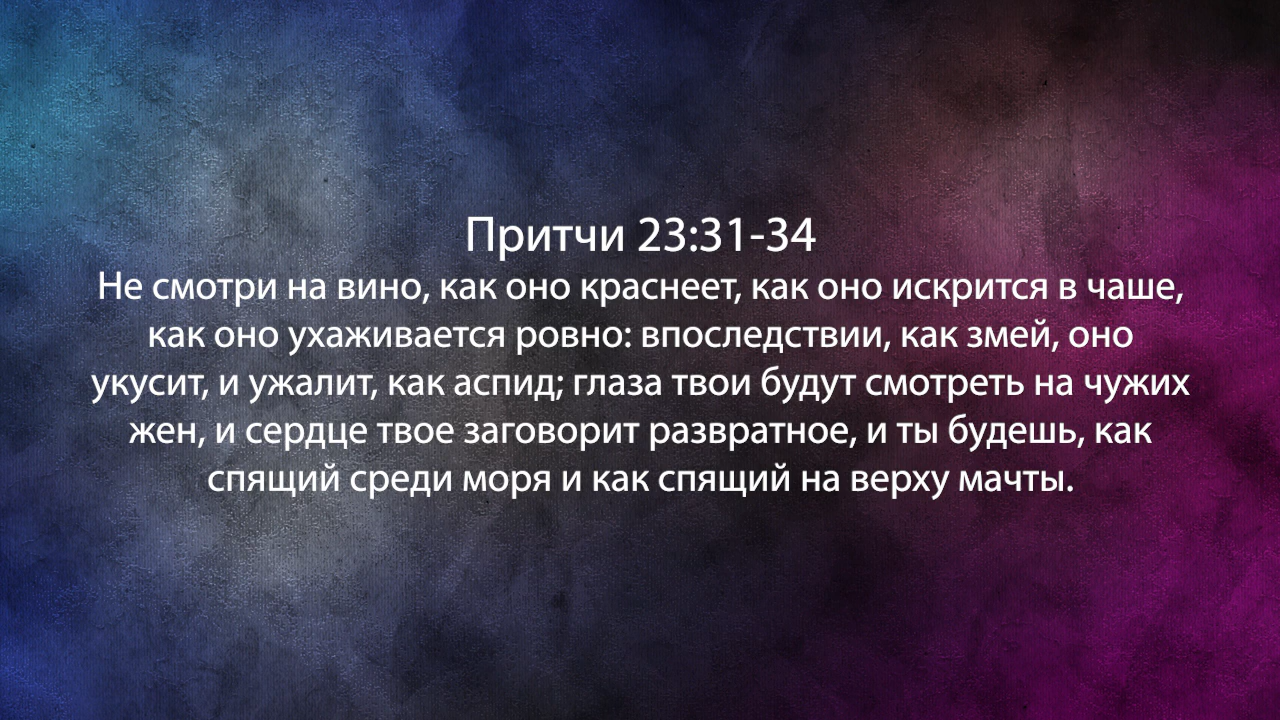 Притчи 23:31-34
Не смотри на вино, как оно краснеет, как оно искрится в чаше,
как оно ухаживается ровно: впоследствии, как змей, оно
укусит, и ужалит, как аспид; глаза твои будут смотреть на чужих
жен, и сердце твое заговорит развратное, и ты будешь, как
спящий среди моря и как спящий на верху мачты.